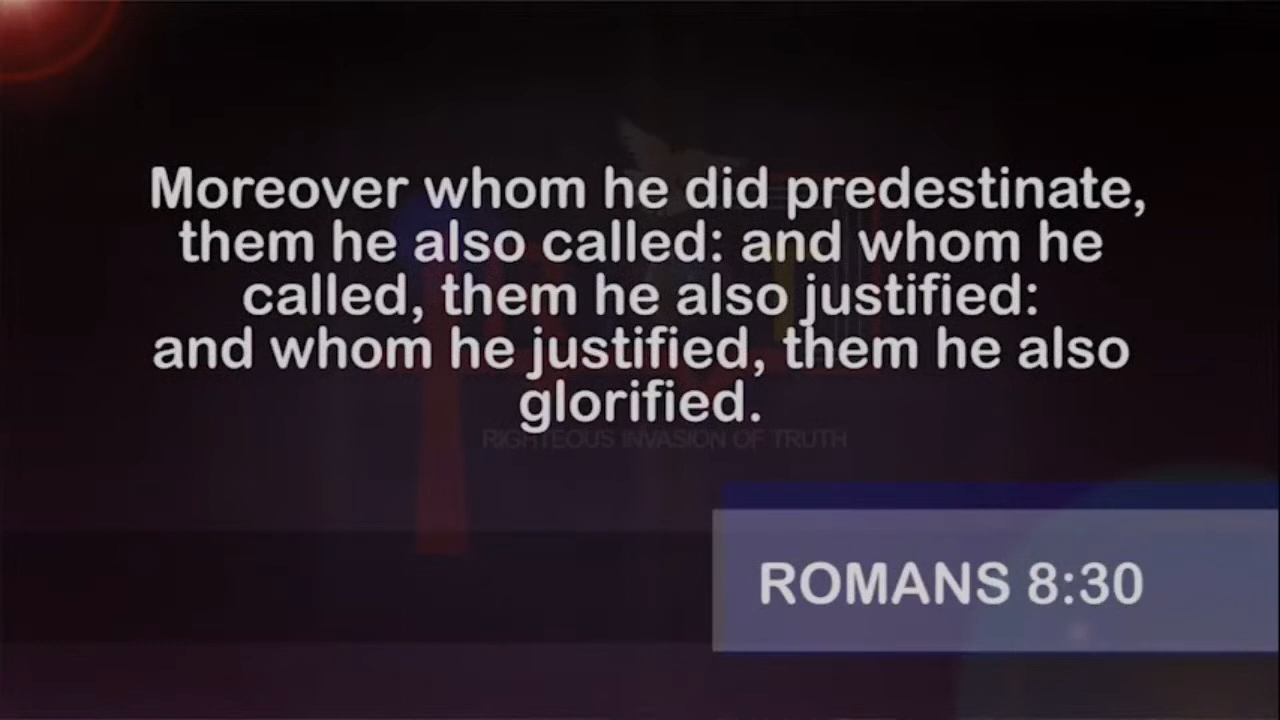 Moreover whom he did predestinate,
them he also called: and whom he
called, them he also justified:
and whom he justified, them he also
glorified.
RIGHTEOUS INVASION OF TRUTH
ROMANS 8:30